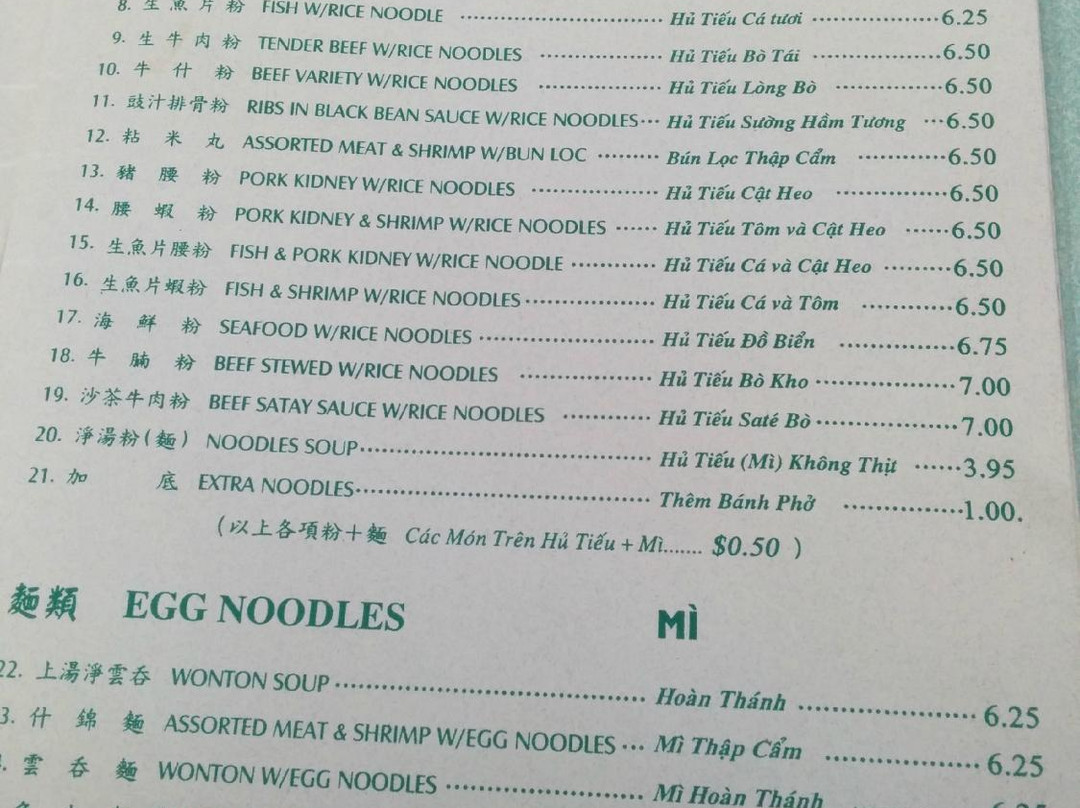 8. 生魚片粉 FISH W/RICE NOODLE Hủ Tiếu Cá tươi 6.25
9. 生牛肉粉 TENDER BEEF W/RICE NOODLES Hủ Tiếu Bò Tái 6.50
10. 牛什粉 BEEF VARIETY W/RICE NOODLES Hủ Tiếu Lòng Bò 6.50
11. 豉汁排骨粉 RIBS IN BLACK BEAN SAUCE W/RICE NOODLES Hủ Tiếu Sường Hầm Tương 6.50
12. 粘米丸 ASSORTED MEAT & SHRIMP W/BUN LOC Bún Lọc Thập Cẩm 6.50
13. 豬腰粉 PORK KIDNEY W/RICE NOODLES Hủ Tiếu Cật Heo 6.50
14. 腰蝦粉 PORK KIDNEY & SHRIMP W/RICE NOODLES Hủ Tiếu Tôm và Cật Heo 6.50
15. 生魚片腰粉 FISH & PORK KIDNEY W/RICE NOODLE Hủ Tiếu Cá và Cật Heo 6.50
16. 生魚片蝦粉 FISH & SHRIMP W/RICE NOODLES Hủ Tiếu Cá và Tôm 6.50
17. 海鮮粉 SEAFOOD W/RICE NOODLES Hủ Tiếu Đồ Biển 6.75
18. 牛腩粉 BEEF STEWED W/RICE NOODLES Hủ Tiếu Bò Kho 7.00
19. 沙茶牛肉粉 BEEF SATAY SAUCE W/RICE NOODLES Hủ Tiếu Saté Bò 7.00
20. 淨湯粉(麵) NOODLES SOUP Hủ Tiếu (Mì) Không Thịt 3.95
21. 加底 EXTRA NOODLES Thêm Bánh Phở 1.00.
(以上各項粉+麵 Các Món Trên Hủ Tiếu + Mì....... $0.50 )
麵類 EGG NOODLES MÌ
22. 上湯淨雲吞 WONTON SOUP Hoàn Thánh 6.25
3. 什錦麵 ASSORTED MEAT & SHRIMP W/EGG NOODLES Mì Thập Cẩm 6.25
雲吞麵 WONTON W/EGG NOODLES Mì Hoàn Thánh